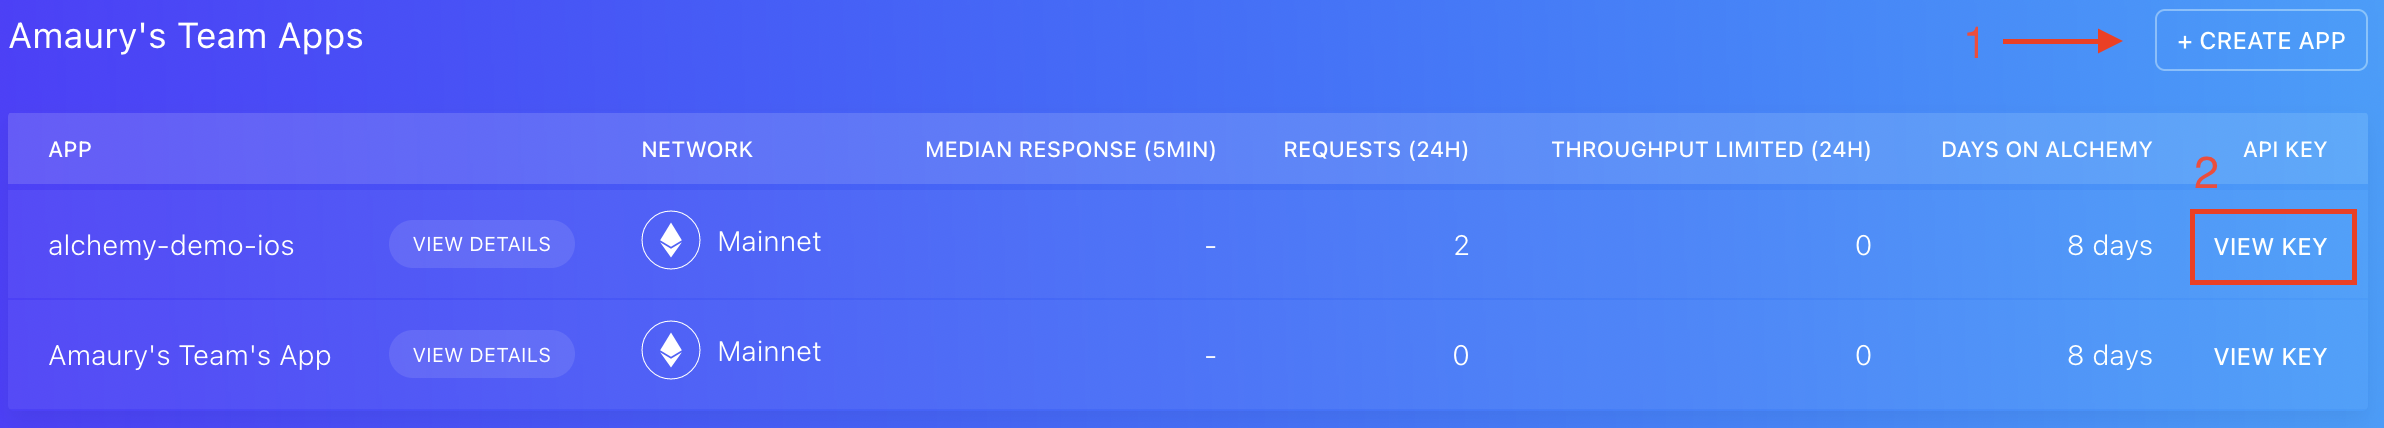 Amaury's Team Apps
1
+ CREATE APP
APP NETWORK MEDIAN RESPONSE (5MIN) REQUESTS (24H) THROUGHPUT LIMITED (24H) DAYS ON ALCHEMY API KEY
2
alchemy-demo-ios VIEW DETAILS Mainnet - 2 0 8 days VIEW KEY
Amaury's Team's App VIEW DETAILS Mainnet - 0 0 8 days VIEW KEY